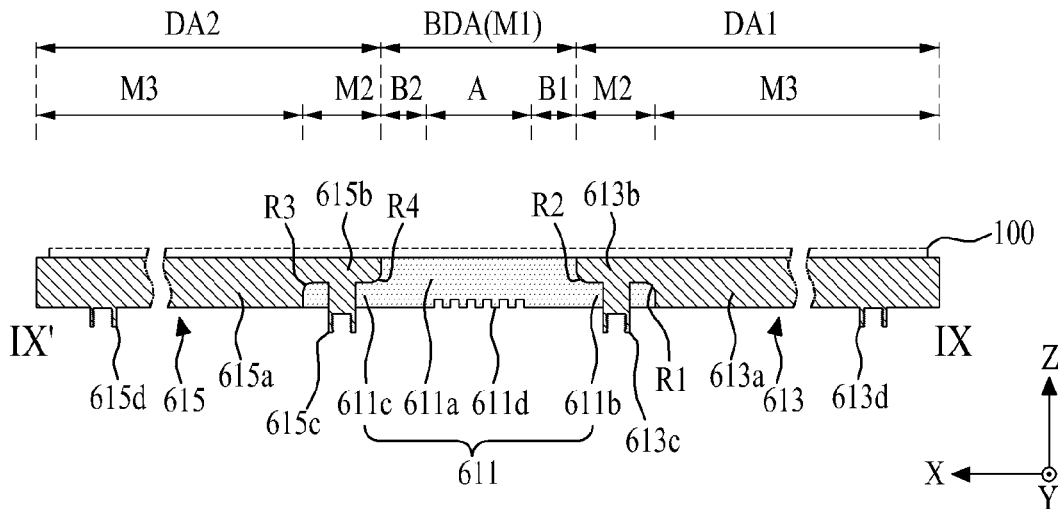 DA2 BDA(M1) DA1
M3 M2 B2 A B1 M2 M3
615b 613b
R3 R4 R2 100
IX' IX
615d 615 615a 615c 611c 611a 611d 611b 613c R1 613a 613 613d
611
Z
X
Y